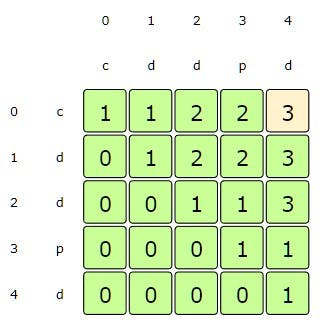 0 1 2 3 4
c d d p d
0 c 1 1 2 2 3
1 d 0 1 2 2 3
2 d 0 0 1 1 3
3 p 0 0 0 1 1
4 d 0 0 0 0 1